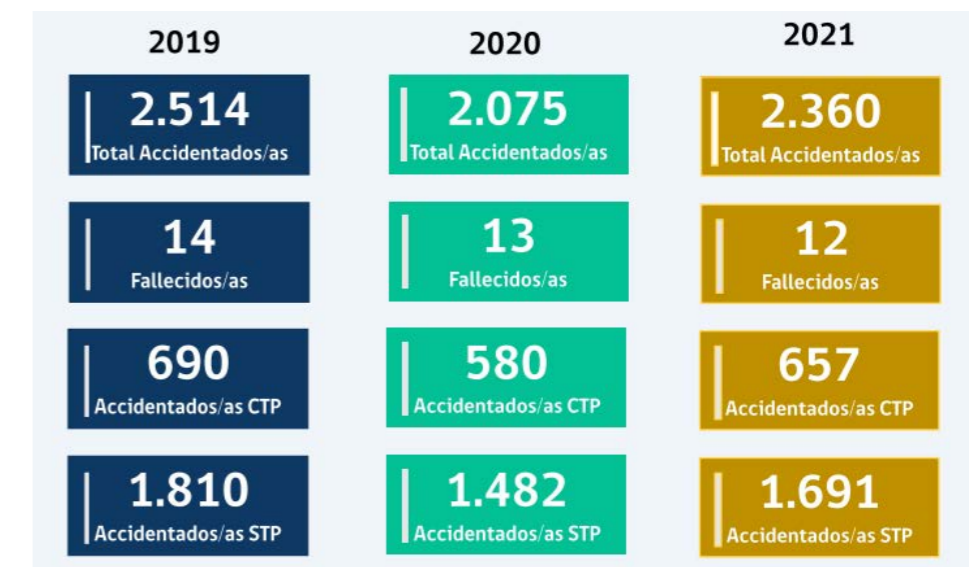 2019
2020
2021
2.514
Total Accidentados/as
2.075
Total Accidentados/as
2.360
Total Accidentados/as
14
Fallecidos/as
13
Fallecidos/as
12
Fallecidos/as
690
Accidentados/as CTP
580
Accidentados/as CTP
657
Accidentados/as CTP
1.810
Accidentados/as STP
1.482
Accidentados/as STP
1.691
Accidentados/as STP